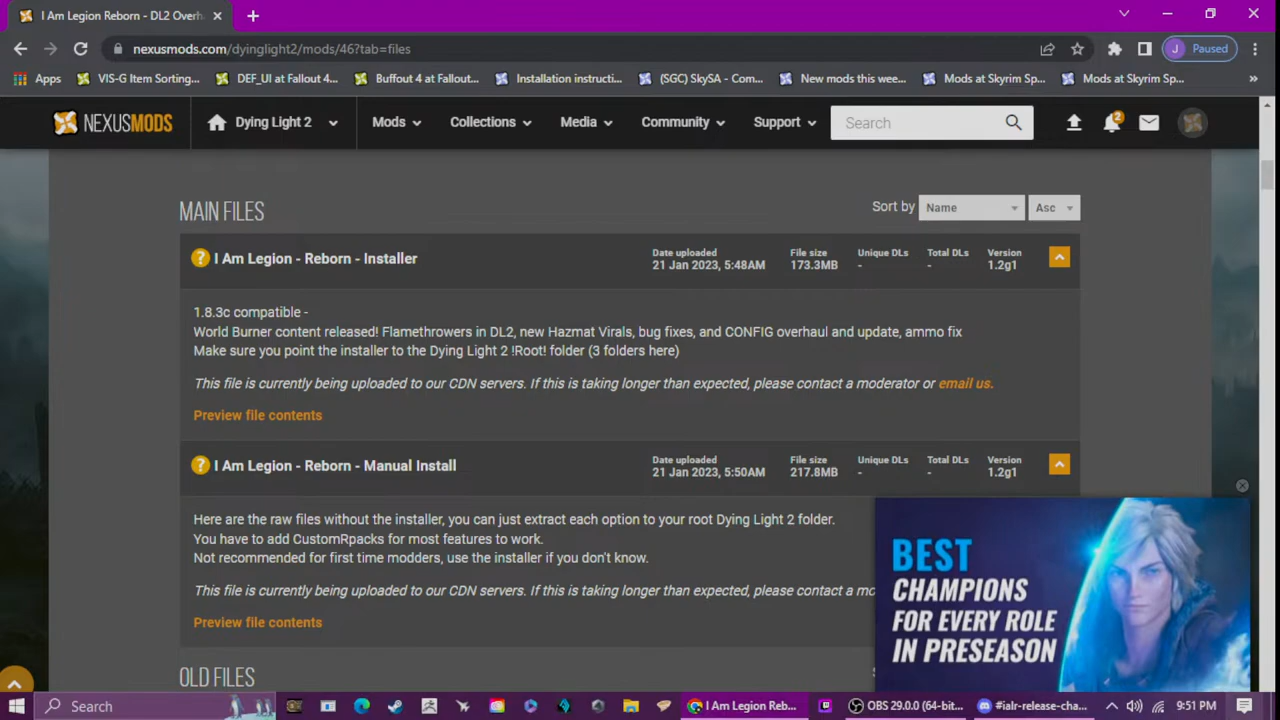 I Am Legion Reborn - DL2 Overh
nexusmods.com/dyinglight2/mods/46?tab=files
J Paused
Apps VIS-G Item Sorting... DEF_UI at Fallout 4... Buffout 4 at Fallout... Installation instructi... (SGC) SkySA - Com... New mods this wee... Mods at Skyrim Sp... Mods at Skyrim Sp... »
NEXUSMODS Dying Light 2 Mods Collections Media Community Support Search 2
MAIN FILES
Sort by Name Asc
I Am Legion - Reborn - Installer
Date uploaded File size Unique DLs Total DLs Version
21 Jan 2023, 5:48AM 173.3MB - - 1.2g1
1.8.3c compatible -
World Burner content released! Flamethrowers in DL2, new Hazmat Virals, bug fixes, and CONFIG overhaul and update, ammo fix
Make sure you point the installer to the Dying Light 2 !Root! folder (3 folders here)
This file is currently being uploaded to our CDN servers. If this is taking longer than expected, please contact a moderator or email us.
Preview file contents
I Am Legion - Reborn - Manual Install
Date uploaded File size Unique DLs Total DLs Version
21 Jan 2023, 5:50AM 217.8MB - - 1.2g1
Here are the raw files without the installer, you can just extract each option to your root Dying Light 2 folder.
You have to add CustomRpacks for most features to work.
Not recommended for first time modders, use the installer if you don't know.
This file is currently being uploaded to our CDN servers. If this is taking longer than expected, please contact a mo
Preview file contents
BEST
CHAMPIONS
FOR EVERY ROLE
IN PRESEASON
OLD FILES
Search I Am Legion Reb... OBS 29.0.0 (64-bit... #ialr-release-cha... 9:51 PM